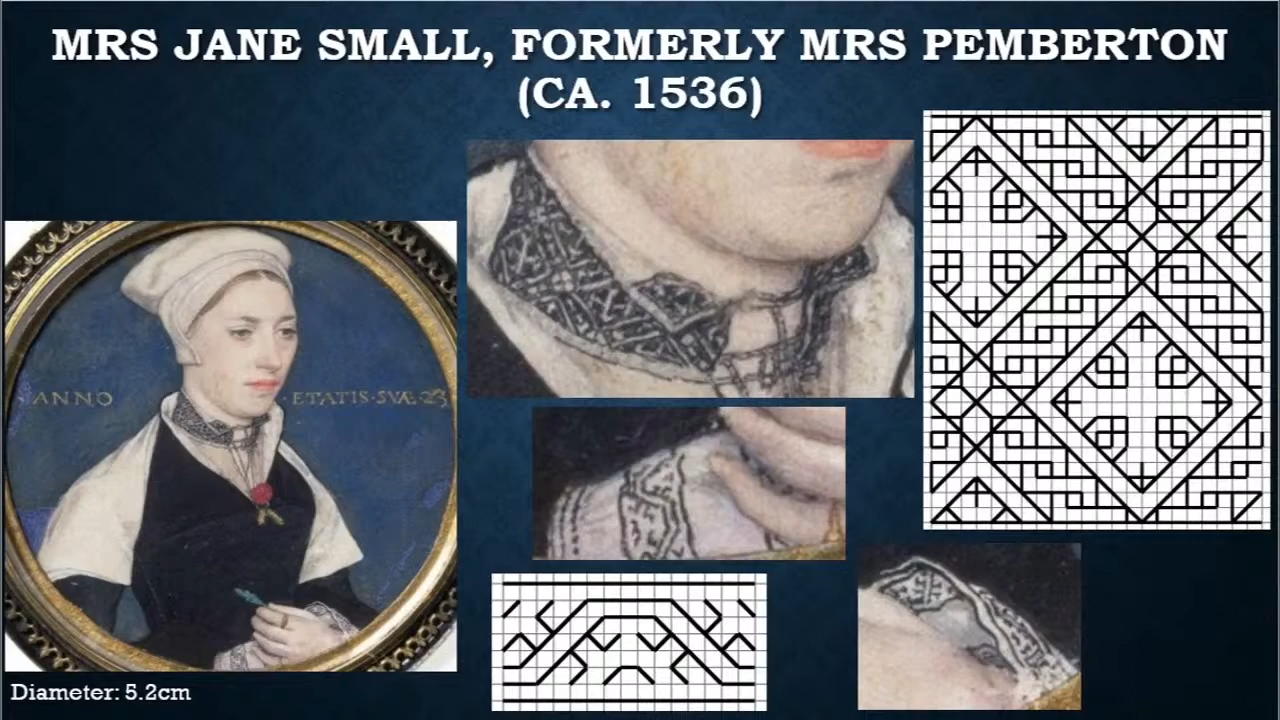 MRS JANE SMALL, FORMERLY MRS PEMBERTON
(CA. 1536)
ANNO ETATIS·SVÆ·23
Diameter: 5.2cm